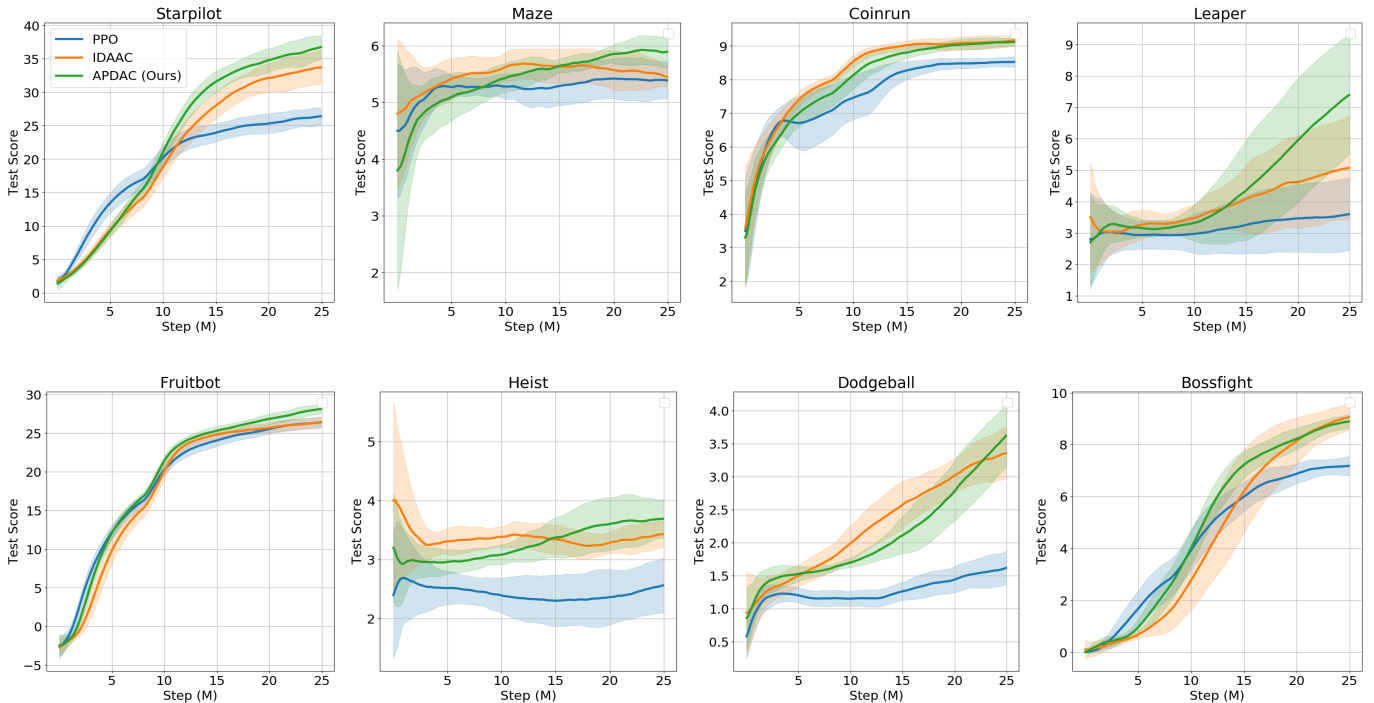 Starpilot
Maze
Coinrun
Leaper
PPO
IDAAC
APDAC (Ours)
Test Score
40
35
30
25
20
15
10
5
0
5 10 15 20 25
Step (M)
Test Score
6
5
4
3
2
5 10 15 20 25
Step (M)
Test Score
9
8
7
6
5
4
3
2
5 10 15 20 25
Step (M)
Test Score
9
8
7
6
5
4
3
2
1
5 10 15 20 25
Step (M)
Fruitbot
Heist
Dodgeball
Bossfight
Test Score
30
25
20
15
10
5
0
−5
5 10 15 20 25
Step (M)
Test Score
5
4
3
2
5 10 15 20 25
Step (M)
Test Score
4.0
3.5
3.0
2.5
2.0
1.5
1.0
0.5
5 10 15 20 25
Step (M)
Test Score
10
8
6
4
2
0
5 10 15 20 25
Step (M)